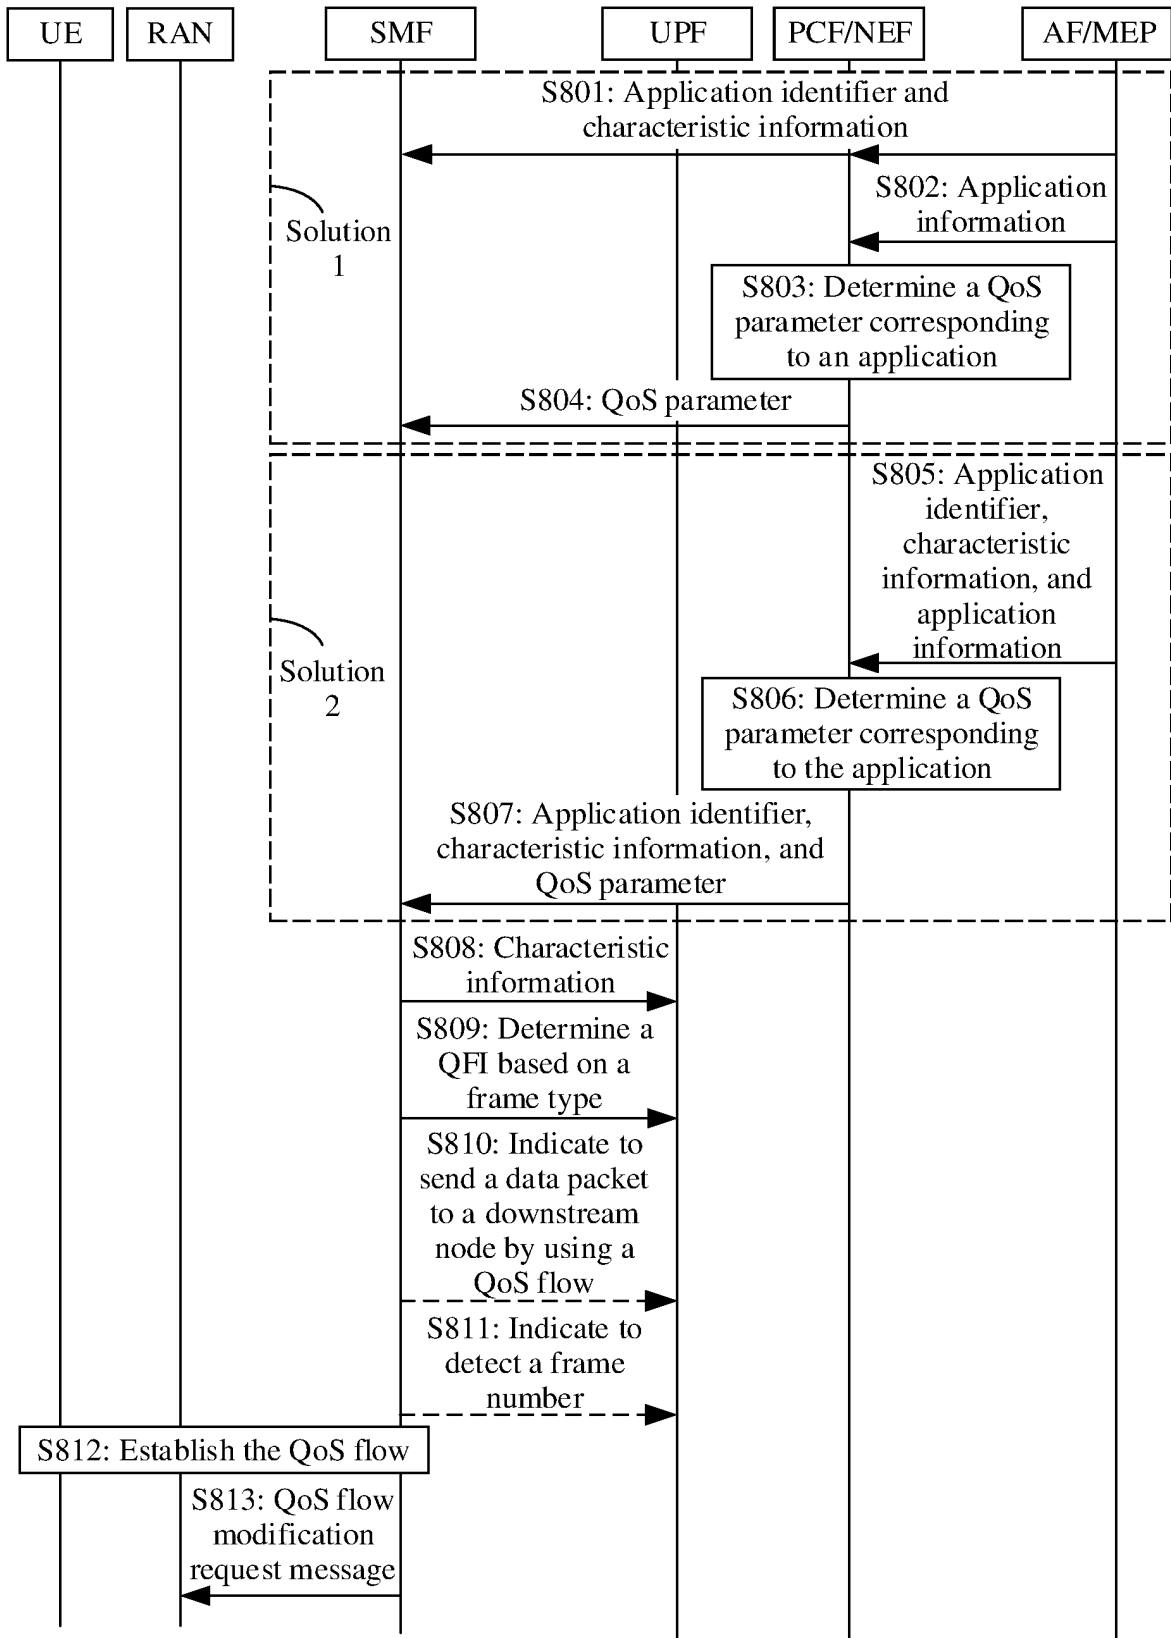 UE RAN SMF UPF PCF/NEF AF/MEP
S801: Application identifier and
characteristic information
S802: Application
information
Solution
1
S803: Determine a QoS
parameter corresponding
to an application
S804: QoS parameter
S805: Application
identifier,
characteristic
information, and
application
information
Solution
2
S806: Determine a QoS
parameter corresponding
to the application
S807: Application identifier,
characteristic information, and
QoS parameter
S808: Characteristic
information
S809: Determine a
QFI based on a
frame type
S810: Indicate to
send a data packet
to a downstream
node by using a
QoS flow
S811: Indicate to
detect a frame
number
S812: Establish the QoS flow
S813: QoS flow
modification
request message